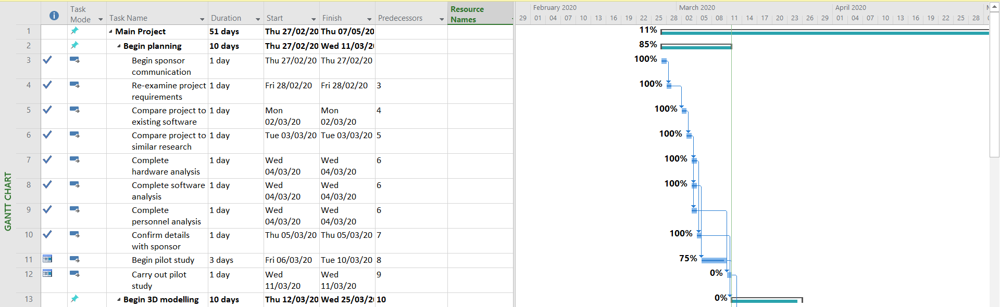 GANTT CHART
Task Mode Task Name Duration Start Finish Predecessors Resource Names
February 2020 March 2020 April 2020
29 01 04 07 10 13 16 19 22 25 28 02 05 08 11 14 17 20 23 26 29 01 04 07 10 13 16 19 22 25 28
1 Main Project 51 days Thu 27/02/20 Thu 07/05/20 11%
2 Begin planning 10 days Thu 27/02/20 Wed 11/03/2 85%
3 Begin sponsor communication 1 day Thu 27/02/20 Thu 27/02/20 100%
4 Re-examine project requirements 1 day Fri 28/02/20 Fri 28/02/20 3 100%
5 Compare project to existing software 1 day Mon 02/03/20 Mon 02/03/20 4 100%
6 Compare project to similar research 1 day Tue 03/03/20 Tue 03/03/20 5 100%
7 Complete hardware analysis 1 day Wed 04/03/20 Wed 04/03/20 6 100%
8 Complete software analysis 1 day Wed 04/03/20 Wed 04/03/20 6 100%
9 Complete personnel analysis 1 day Wed 04/03/20 Wed 04/03/20 6
10 Confirm details with sponsor 1 day Thu 05/03/20 Thu 05/03/20 7 100%
11 Begin pilot study 3 days Fri 06/03/20 Tue 10/03/20 8 75%
12 Carry out pilot study 1 day Wed 11/03/20 Wed 11/03/20 9 0%
13 Begin 3D modelling 10 days Thu 12/03/20 Wed 25/03/2 10 0%